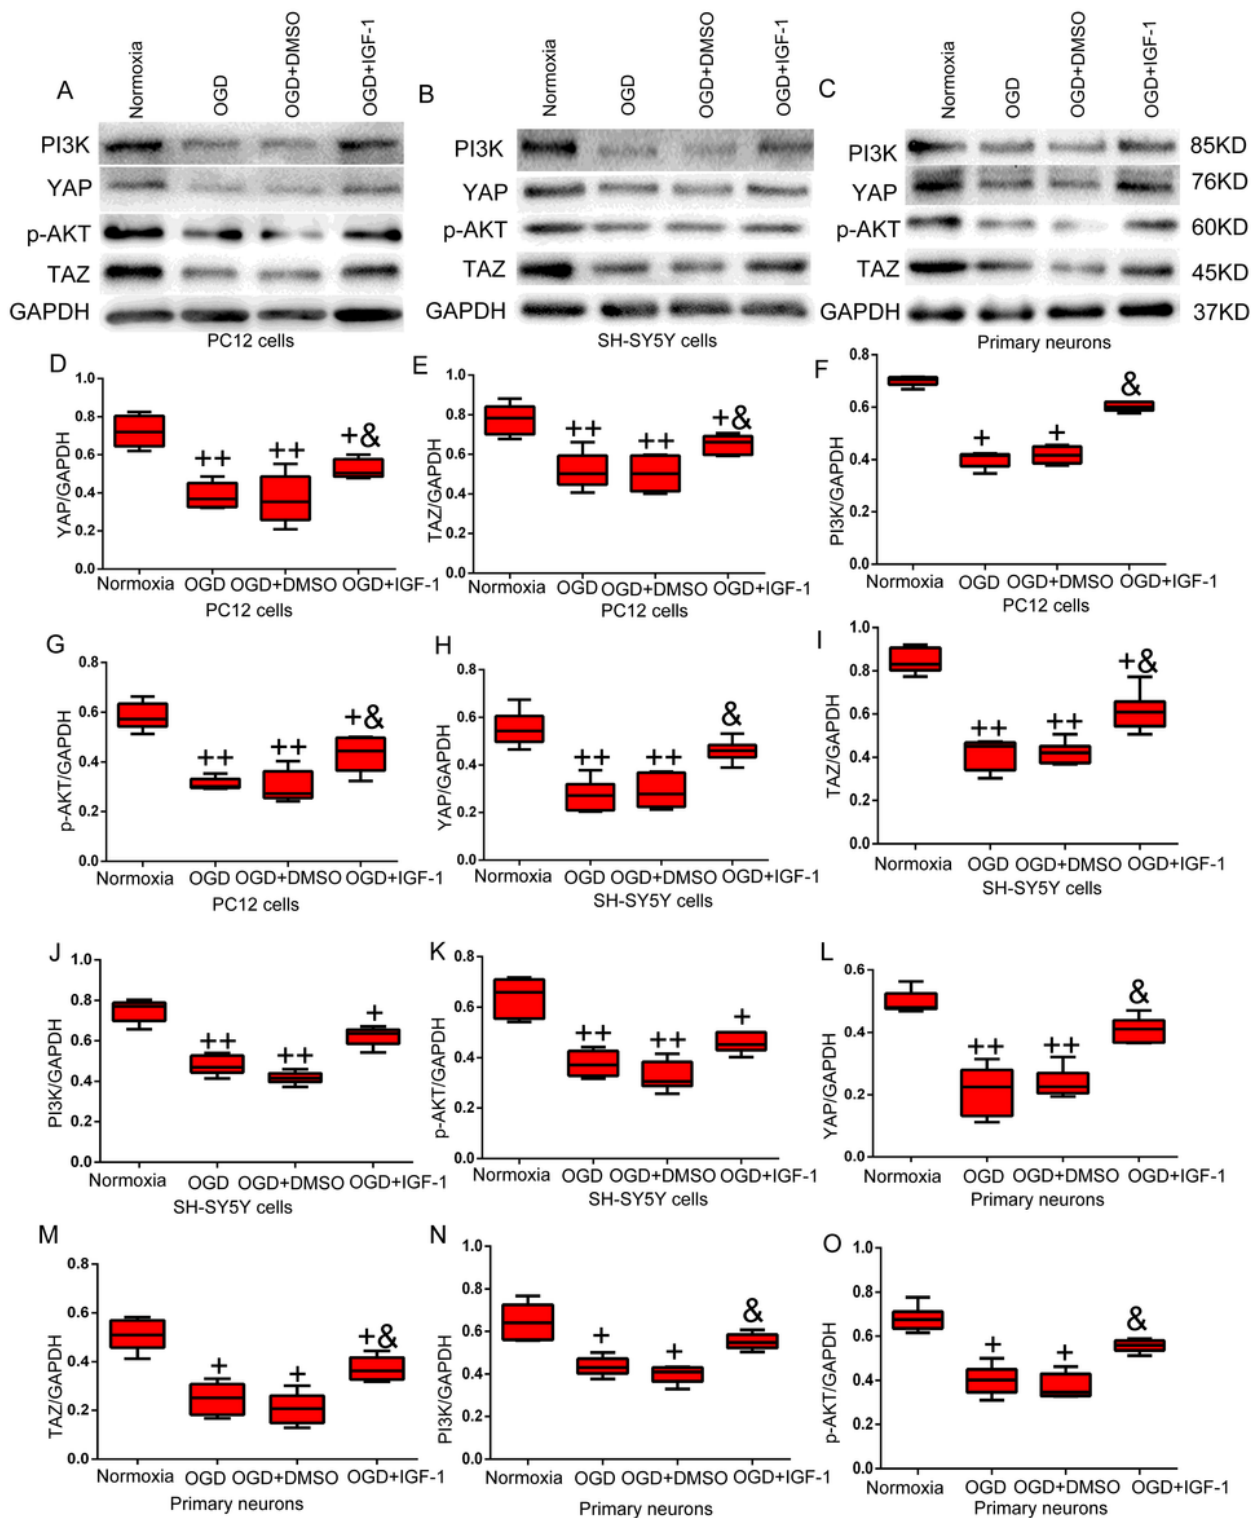 A
Normoxia
OGD
OGD+DMSO
OGD+IGF-1
B
Normoxia
OGD
OGD+DMSO
OGD+IGF-1
C
Normoxia
OGD
OGD+DMSO
OGD+IGF-1
PI3K
YAP
p-AKT
TAZ
GAPDH
PC12 cells
PI3K
YAP
p-AKT
TAZ
GAPDH
SH-SY5Y cells
PI3K 85KD
YAP 76KD
p-AKT 60KD
TAZ 45KD
GAPDH 37KD
Primary neurons
D
YAP/GAPDH
1.0
0.8
0.6
0.4
0.2
0.0
++
++
+&
Normoxia OGD OGD+DMSO OGD+IGF-1
PC12 cells
E
TAZ/GAPDH
1.0
0.8
0.6
0.4
0.2
0.0
++
++
+&
Normoxia OGD OGD+DMSO OGD+IGF-1
PC12 cells
F
PI3K/GAPDH
0.8
0.6
0.4
0.2
0.0
+
+
&
Normoxia OGD OGD+DMSO OGD+IGF-1
PC12 cells
G
p-AKT/GAPDH
0.8
0.6
0.4
0.2
0.0
++
++
+&
Normoxia OGD OGD+DMSO OGD+IGF-1
PC12 cells
H
YAP/GAPDH
0.8
0.6
0.4
0.2
0.0
++
++
&
Normoxia OGD OGD+DMSO OGD+IGF-1
SH-SY5Y cells
I
TAZ/GAPDH
1.0
0.8
0.6
0.4
0.2
0.0
++
++
+&
Normoxia OGD OGD+DMSO OGD+IGF-1
SH-SY5Y cells
J
PI3K/GAPDH
1.0
0.8
0.6
0.4
0.2
0.0
++
++
+
Normoxia OGD OGD+DMSO OGD+IGF-1
SH-SY5Y cells
K
p-AKT/GAPDH
0.8
0.6
0.4
0.2
0.0
++
++
+
Normoxia OGD OGD+DMSO OGD+IGF-1
SH-SY5Y cells
L
YAP/GAPDH
0.6
0.4
0.2
0.0
++
++
&
Normoxia OGD OGD+DMSO OGD+IGF-1
Primary neurons
M
TAZ/GAPDH
0.8
0.6
0.4
0.2
0.0
+
+
+&
Normoxia OGD OGD+DMSO OGD+IGF-1
Primary neurons
N
PI3K/GAPDH
1.0
0.8
0.6
0.4
0.2
0.0
+
+
&
Normoxia OGD OGD+DMSO OGD+IGF-1
Primary neurons
O
p-AKT/GAPDH
1.0
0.8
0.6
0.4
0.2
0.0
+
+
&
Normoxia OGD OGD+DMSO OGD+IGF-1
Primary neurons